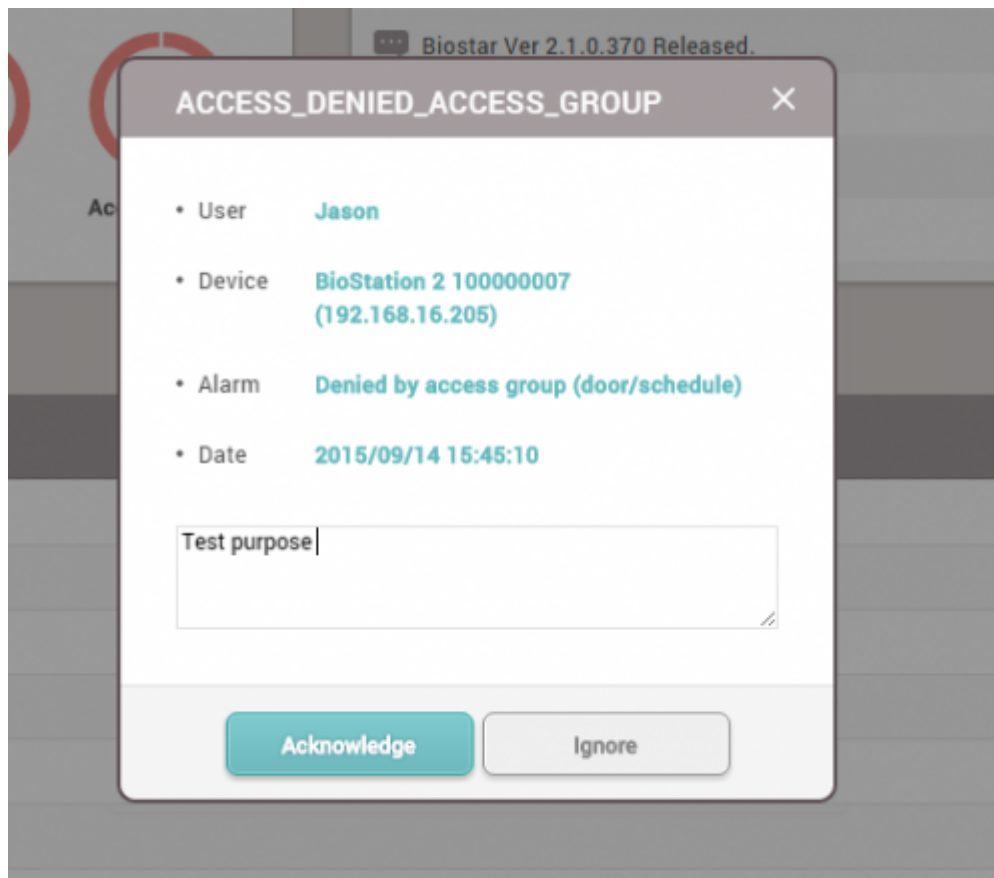 Biostar Ver 2.1.0.370 Released.
ACCESS_DENIED_ACCESS_GROUP
• User Jason
• Device BioStation 2 100000007
(192.168.16.205)
• Alarm Denied by access group (door/schedule)
• Date 2015/09/14 15:45:10
Test purpose
Acknowledge Ignore